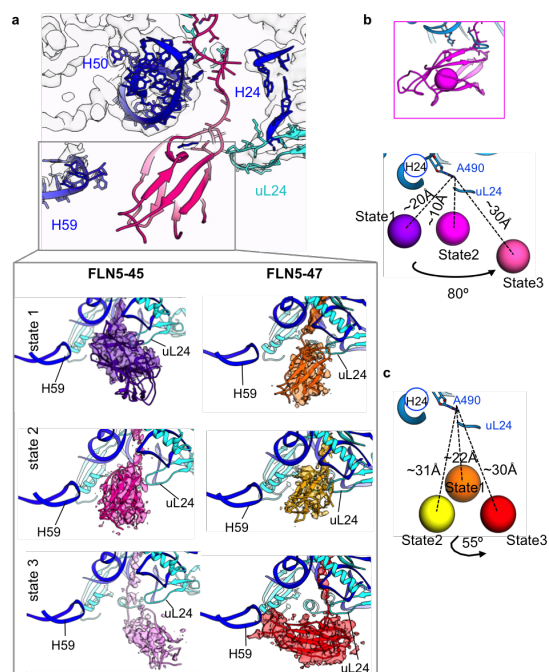 a
H50
H24
uL24
H59
FLN5-45
FLN5-47
state 1
uL24
H59
uL24
H59
state 2
uL24
H59
uL24
H59
state 3
uL24
H59
uL24
H59
b
H24
A490
uL24
~20Å
~10Å
~30Å
State1
State2
State3
80º
c
H24
A490
uL24
~22Å
~31Å
~30Å
State1
State2
State3
55º